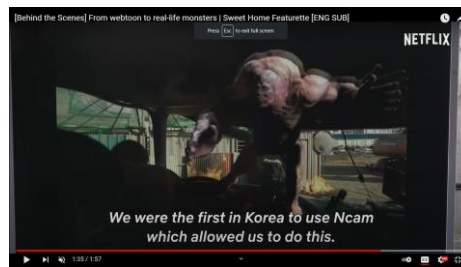 [Behind the Scenes] From webtoon to real-life monsters | Sweet Home Featurette [ENG SUB]
Press Esc to exit full screen
NETFLIX
We were the first in Korea to use Ncam
which allowed us to do this.
1:35 / 1:57